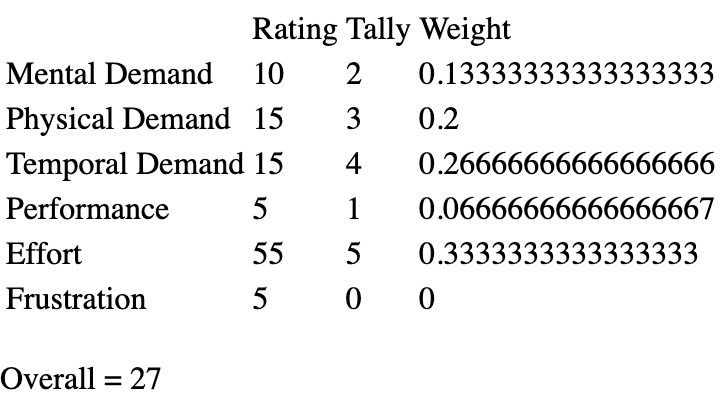 Rating Tally Weight
Mental Demand 10 2 0.13333333333333333
Physical Demand 15 3 0.2
Temporal Demand 15 4 0.26666666666666666
Performance 5 1 0.06666666666666667
Effort 55 5 0.3333333333333333
Frustration 5 0 0
Overall = 27